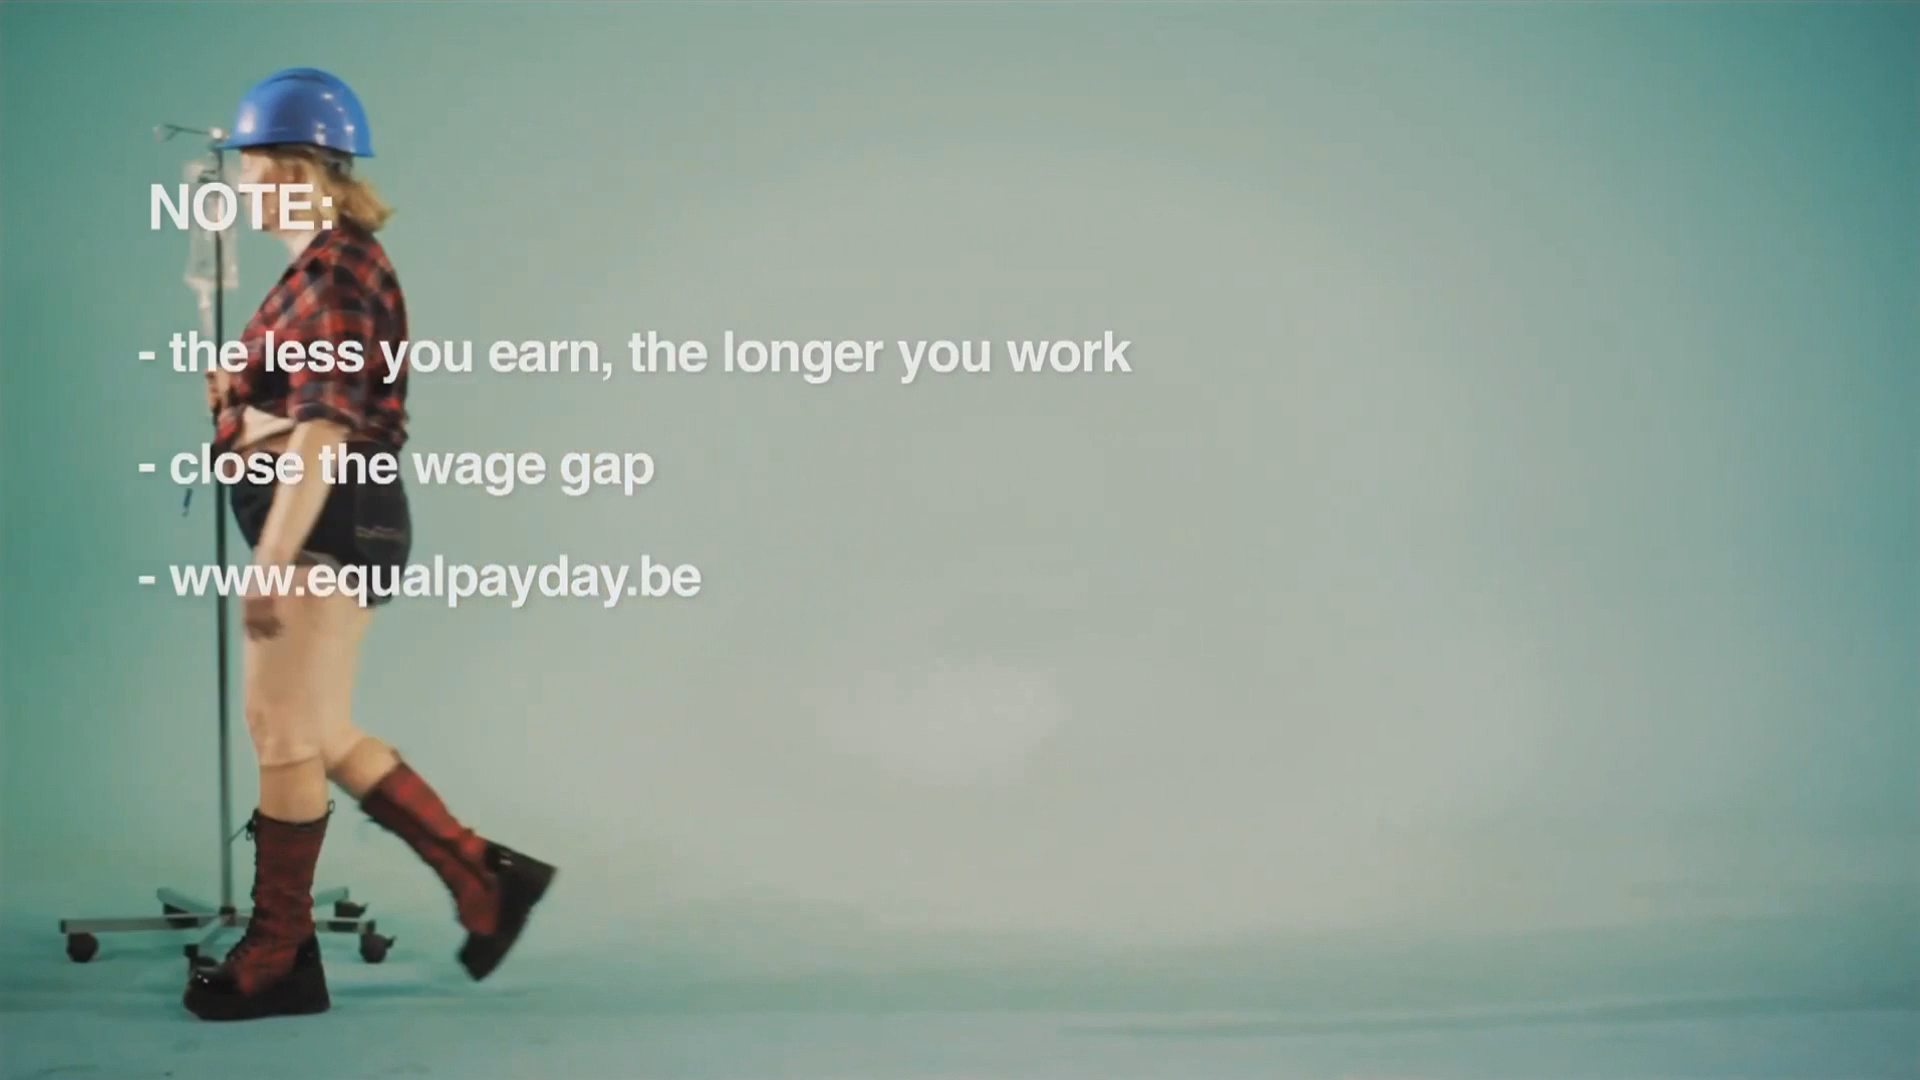 NOTE:
- the less you earn, the longer you work
- close the wage gap
- www.equalpayday.be